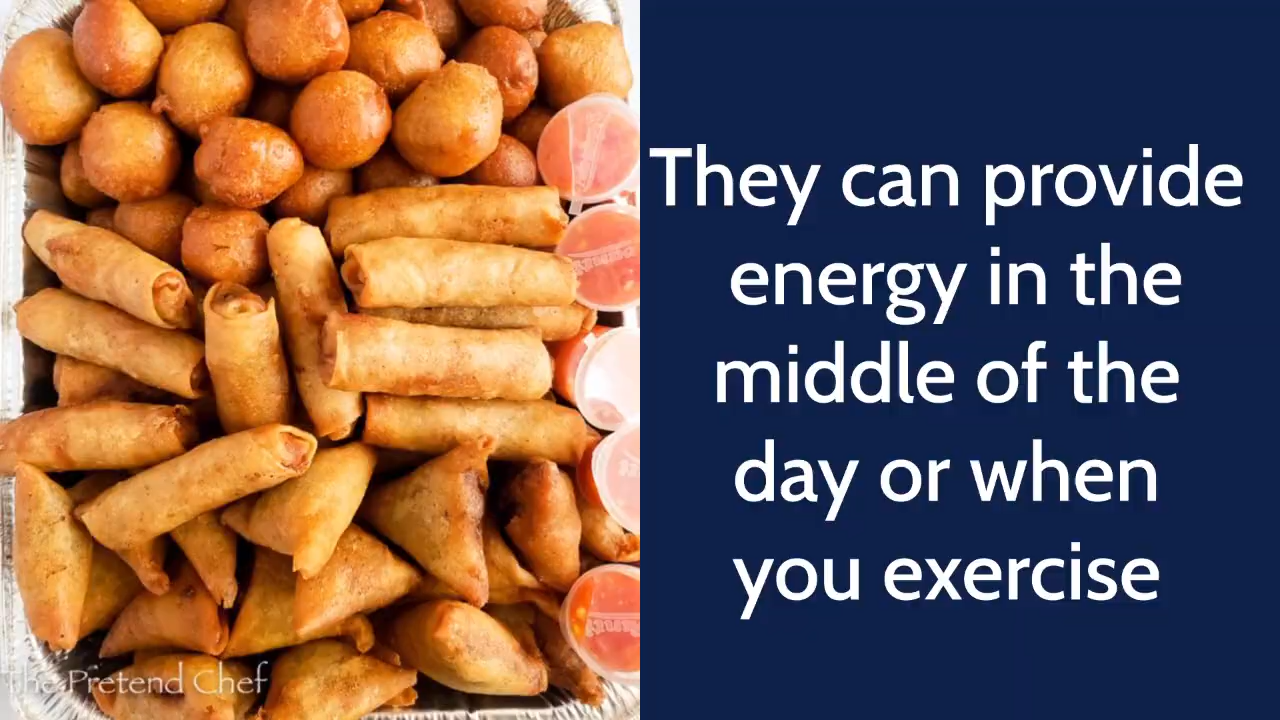 They can provide
energy in the
middle of the
day or when
you exercise
The Pretend Chef